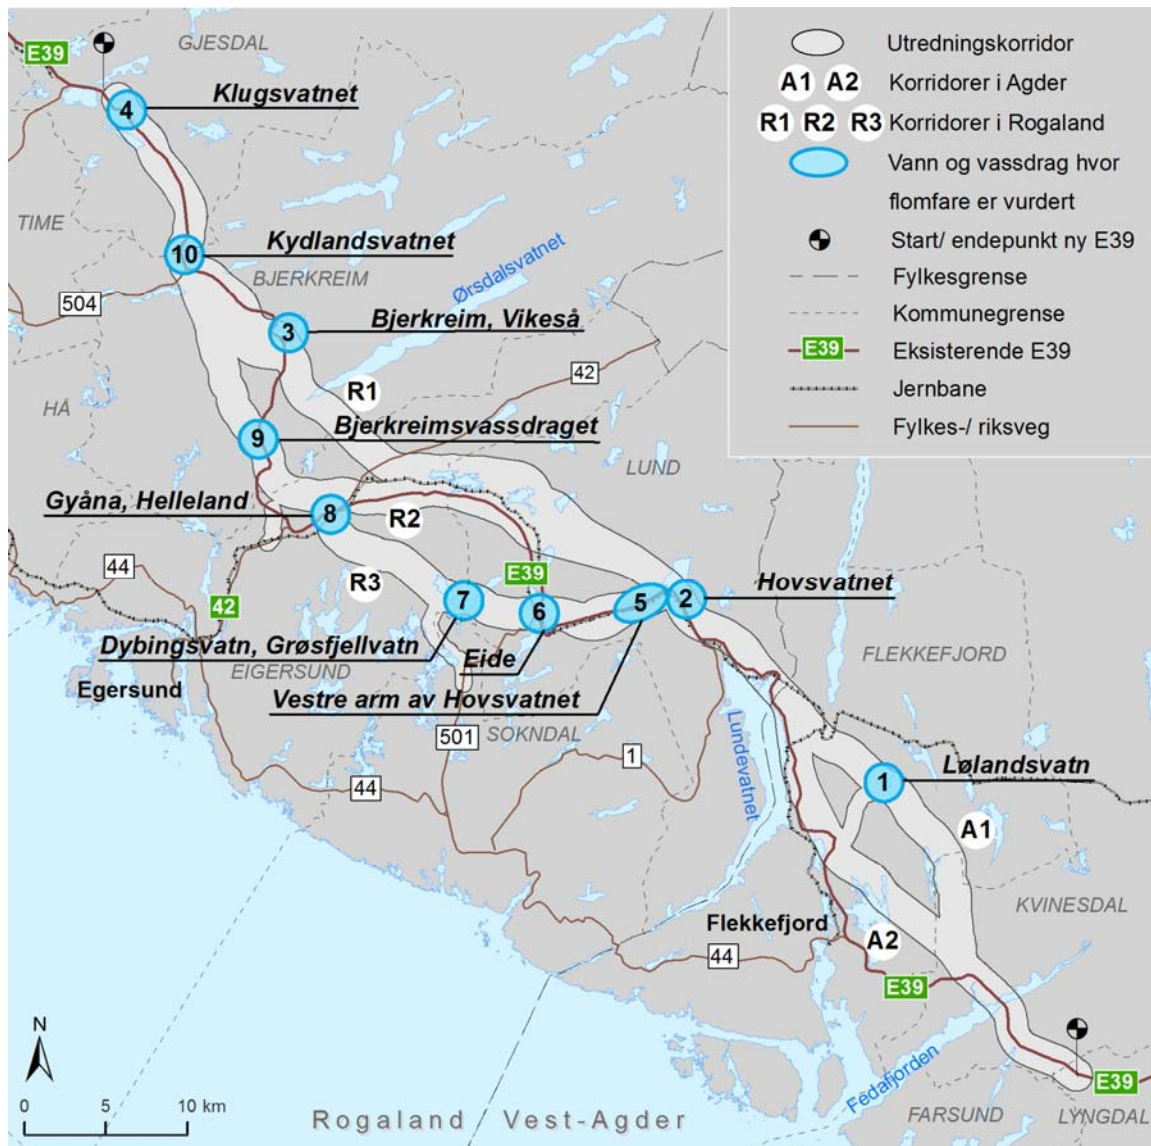 E39
GJESDAL
4
Klugsvatnet
TIME
10
Kydlandsvatnet
BJERKREIM
Ørsdalsvatnet
504
3
Bjerkreim, Vikeså
42
R1
HÅ
9
Bjerkreimsvassdraget
LUND
Gyåna, Helleland
8
R2
44
R3
E39
42
7
6
5
2
Hovsvatnet
Dybingsvatn, Grøsfjellvatn
Eide
EIGERSUND
Egersund
Vestre arm av Hovsvatnet
FLEKKEFJORD
501
SOKNDAL
1
Lundevatnet
44
1
Lølandsvatn
A1
KVINESDAL
Flekkefjord
44
A2
E39
Fedafjorden
E39
FARSUND
LYNGDAL
N
0 5 10 km
Rogaland Vest-Agder
Utredningskorridor
A1 A2 Korridorer i Agder
R1 R2 R3 Korridorer i Rogaland
Vann og vassdrag hvor
flomfare er vurdert
Start/ endepunkt ny E39
Fylkesgrense
Kommunegrense
E39 Eksisterende E39
Jernbane
Fylkes-/ riksveg